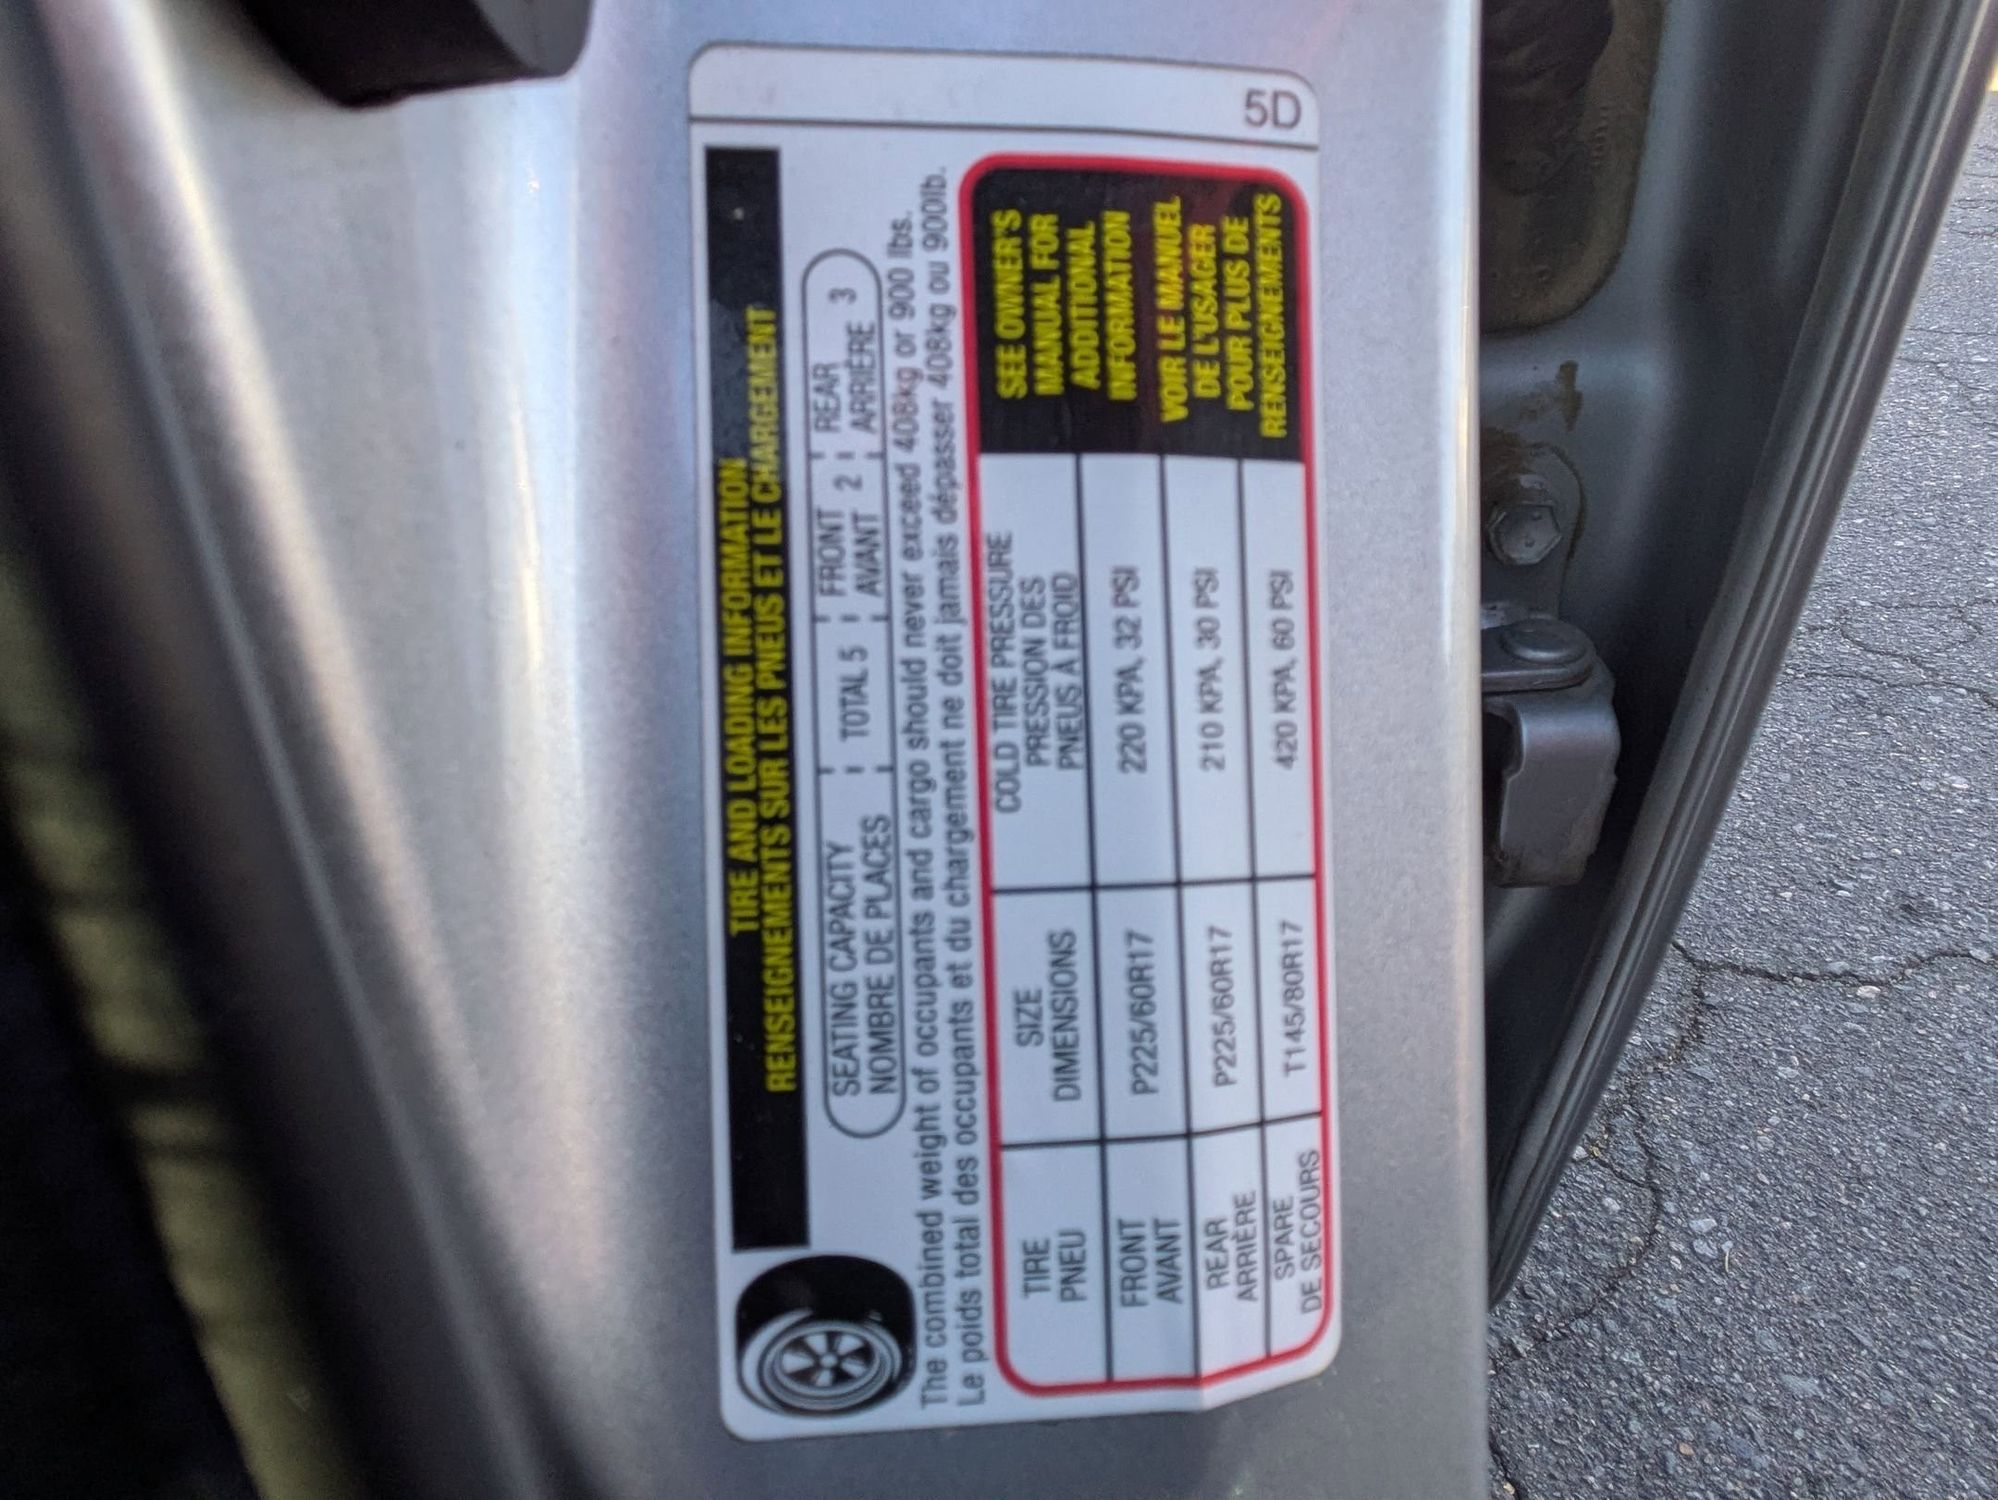 5D
TIRE AND LOADING INFORMATION
RENSEIGNEMENTS SUR LES PNEUS ET LE CHARGEMENT
SEATING CAPACITY
NOMBRE DE PLACES
TOTAL 5
FRONT
AVANT 2
REAR
ARRIÈRE 3
The combined weight of occupants and cargo should never exceed 408kg or 900 lbs.
Le poids total des occupants et du chargement ne doit jamais dépasser 408kg ou 900lb.
TIRE
PNEU
SIZE
DIMENSIONS
COLD TIRE PRESSURE
PRESSION DES
PNEUS À FROID
FRONT
AVANT
P225/60R17
220 KPA, 32 PSI
REAR
ARRIÈRE
P225/60R17
210 KPA, 30 PSI
SPARE
DE SECOURS
T145/80R17
420 KPA, 60 PSI
SEE OWNER'S
MANUAL FOR
ADDITIONAL
INFORMATION
VOIR LE MANUEL
DE L'USAGER
POUR PLUS DE
RENSEIGNEMENTS